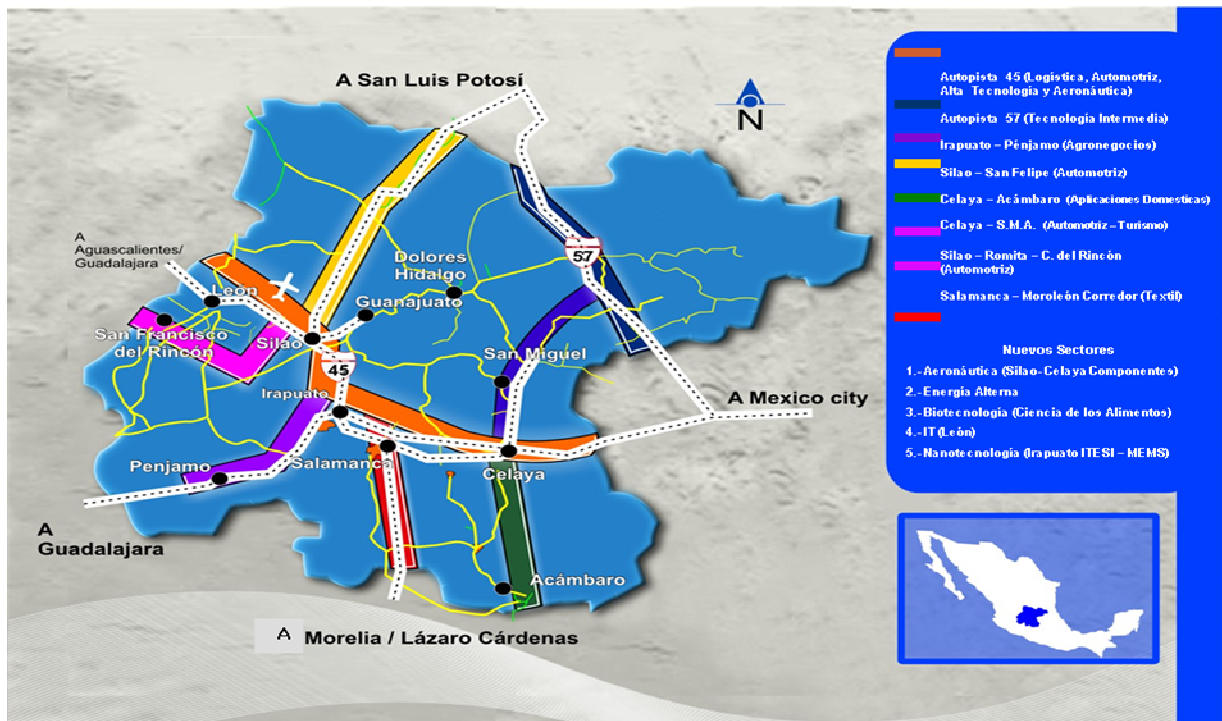 A San Luis Potosí
N
57
A
Aguascalientes/
Guadalajara
Dolores
Hidalgo
León
Guanajuato
San Francisco
del Rincón
Silao
San Miguel
45
Irapuato
A Mexico city
Penjamo
Salamanca
Celaya
A
Guadalajara
Acámbaro
A Morelia / Lázaro Cárdenas
Autopista 45 (Logística, Automotriz,
Alta Tecnología y Aeronáutica)
Autopista 57 (Tecnología Intermedia)
Irapuato – Pénjamo (Agronegocios)
Silao – San Felipe (Automotriz)
Celaya – Acámbaro (Aplicaciones Domesticas)
Celaya – S.M.A. (Automotriz – Turismo)
Silao – Romita – C. del Rincón
(Automotriz)
Salamanca – Moroleón Corredor (Textil)
Nuevos Sectores
1.-Aeronáutica (Silao-Celaya Componentes)
2.-Energia Alterna
3.-Biotecnología (Ciencia de los Alimentos)
4.-IT (León)
5.-Nanotecnología (Irapuato ITESI – MEMS)